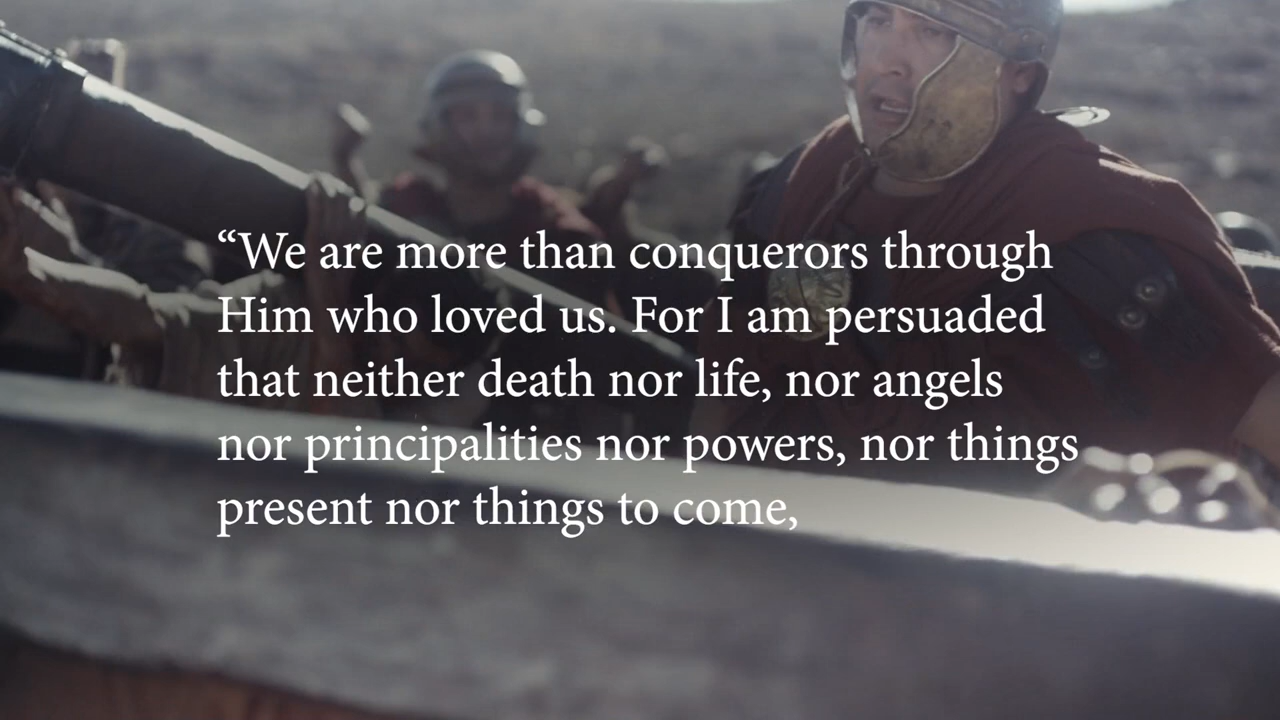 “We are more than conquerors through
Him who loved us. For I am persuaded
that neither death nor life, nor angels
nor principalities nor powers, nor things
present nor things to come,